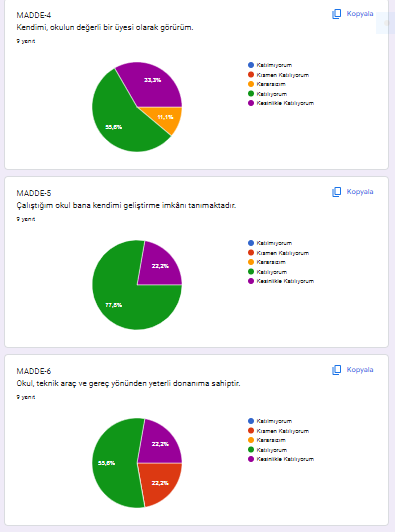 MADDE-4
Kopyala
Kendimi, okulun değerli bir üyesi olarak görürüm.
9 yanıt
Katılmıyorum
Kısmen Katılıyorum
Kararsızım
Katılıyorum
Kesinlikle Katılıyorum
33,3%
11,1%
55,6%
MADDE-5
Kopyala
Çalıştığım okul bana kendimi geliştirme imkânı tanımaktadır.
9 yanıt
Katılmıyorum
Kısmen Katılıyorum
Kararsızım
Katılıyorum
Kesinlikle Katılıyorum
22,2%
77,8%
MADDE-6
Kopyala
Okul, teknik araç ve gereç yönünden yeterli donanıma sahiptir.
9 yanıt
Katılmıyorum
Kısmen Katılıyorum
Kararsızım
Katılıyorum
Kesinlikle Katılıyorum
22,2%
55,6%
22,2%